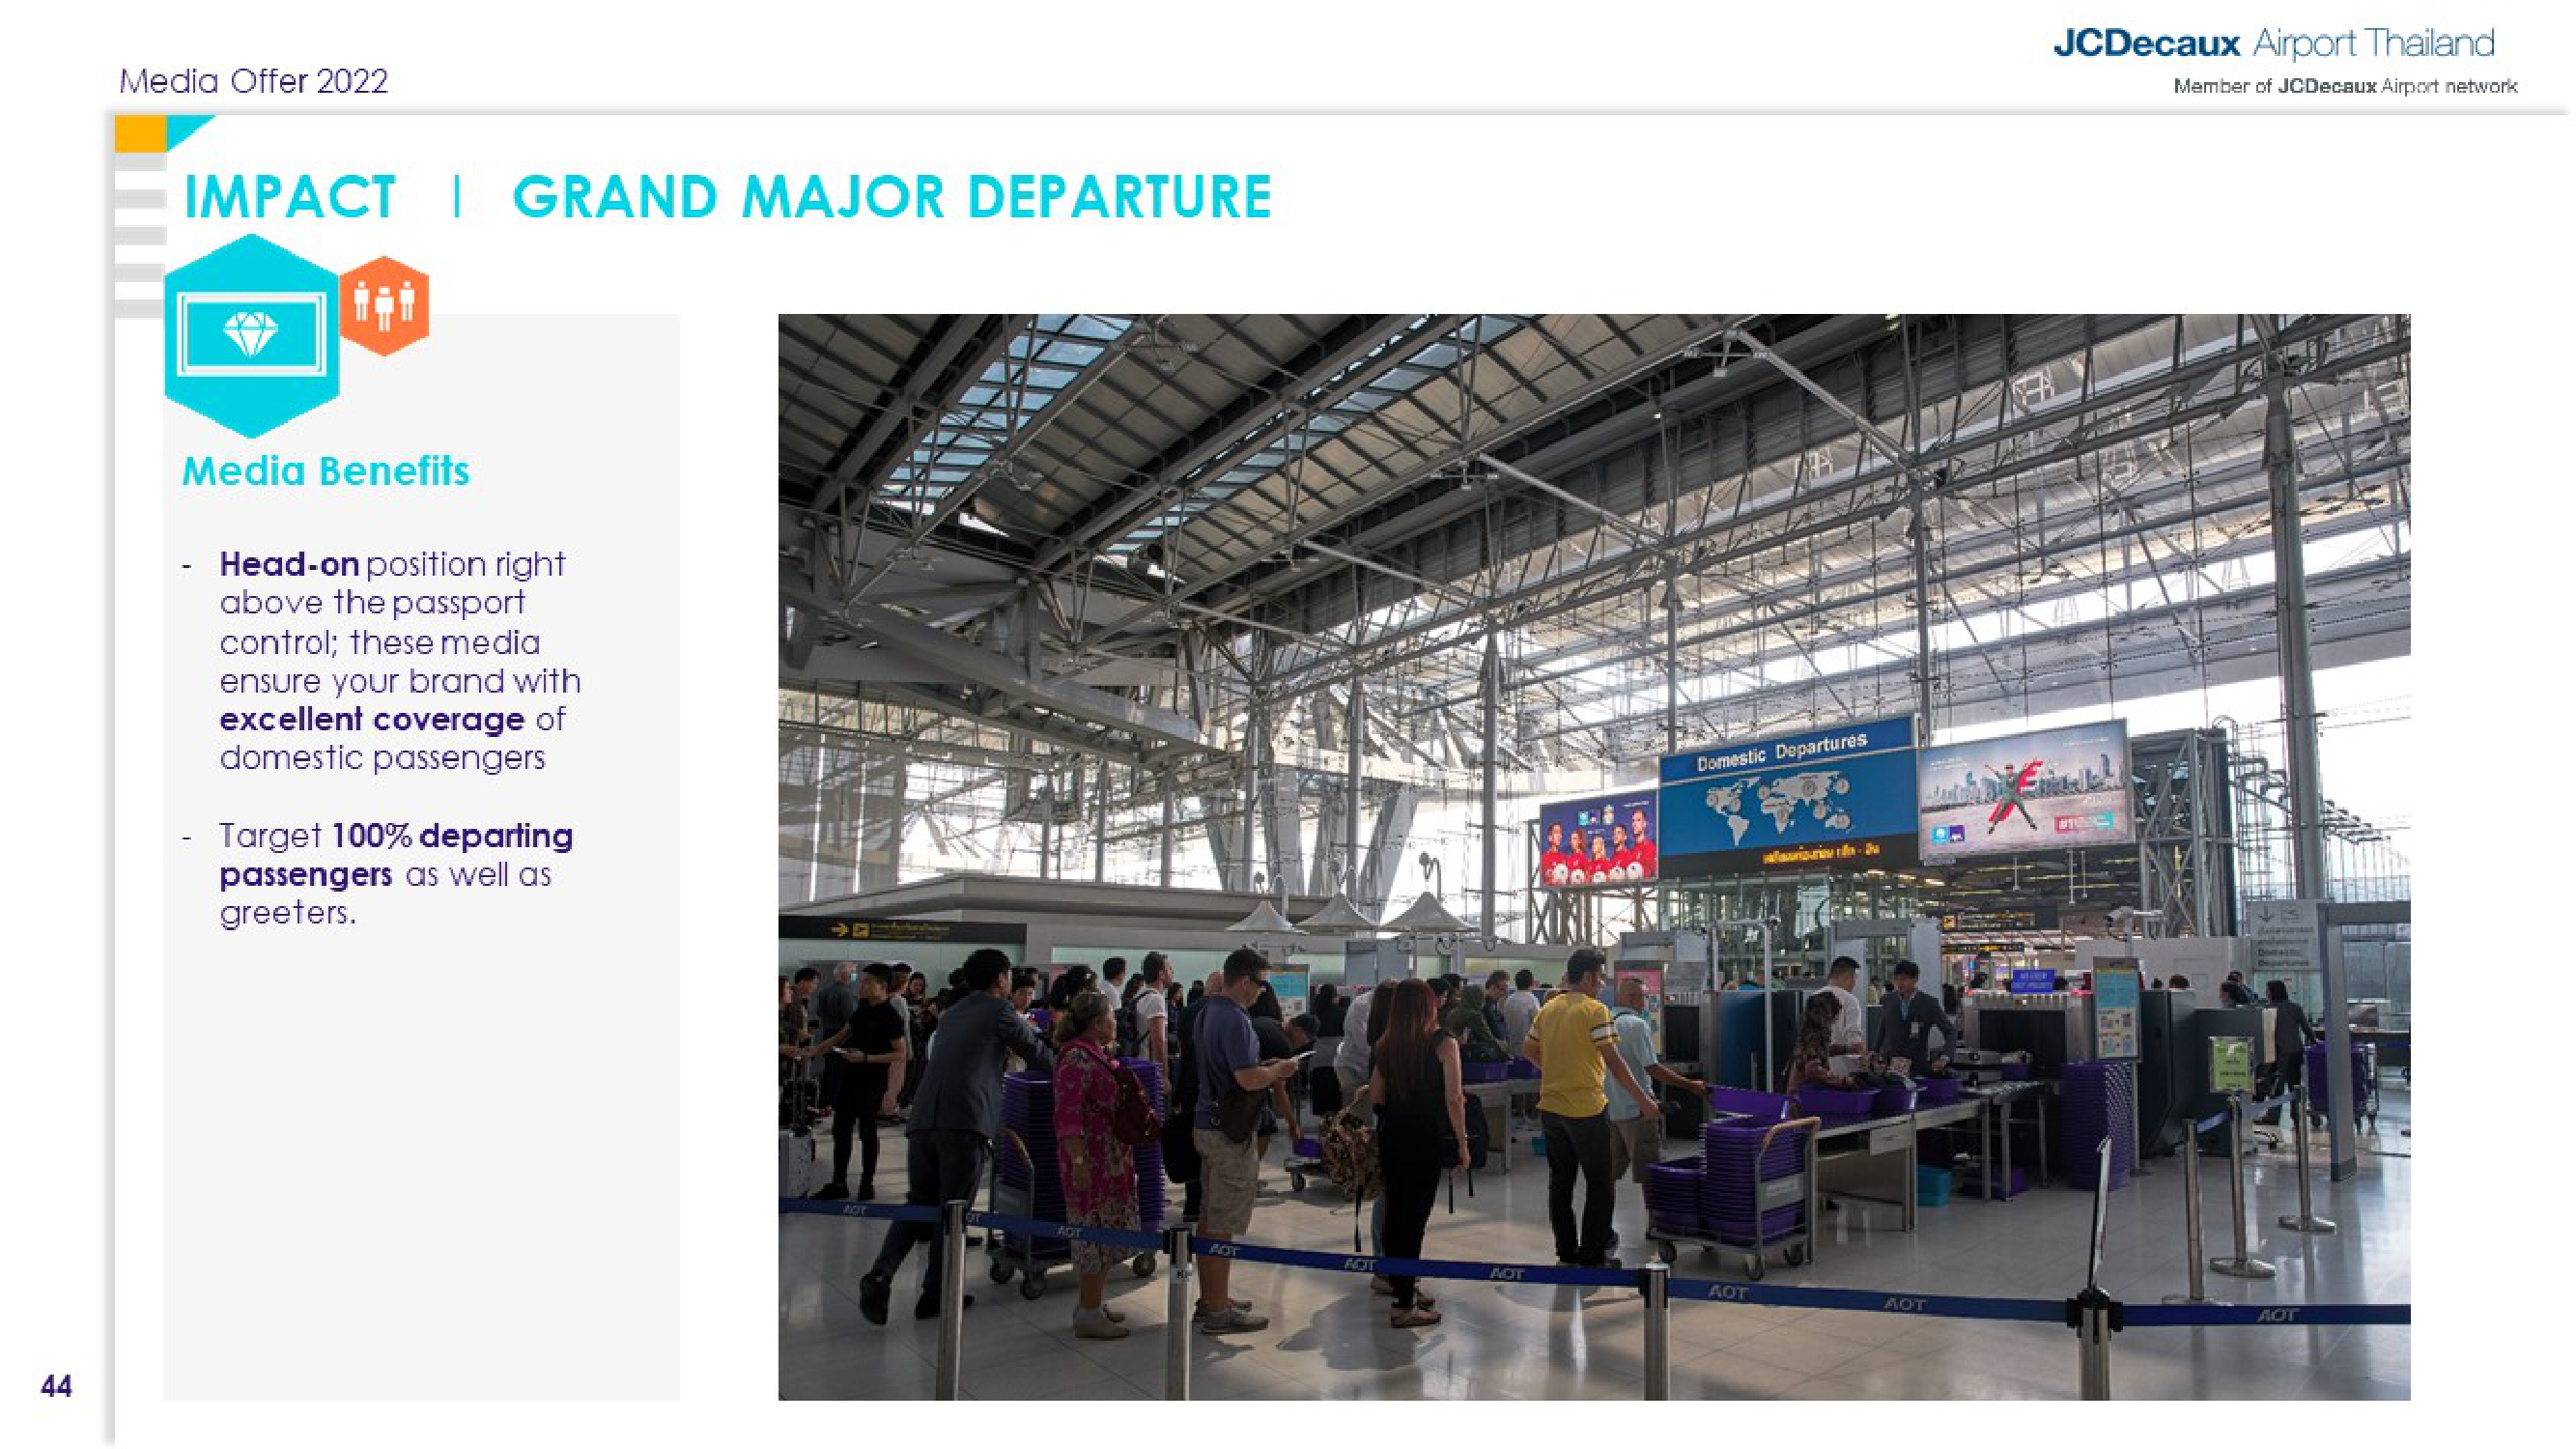 Media Offer 2022
JCDecaux Airport Thailand
Member of JCDecaux Airport network
IMPACT | GRAND MAJOR DEPARTURE
Media Benefits
- Head-on position right
above the passport
control; these media
ensure your brand with
excellent coverage of
domestic passengers
- Target 100% departing
passengers as well as
greeters.
Domestic Departures
AOT
AOT
AOT
AOT
AOT
AOT
AOT
AOT
44